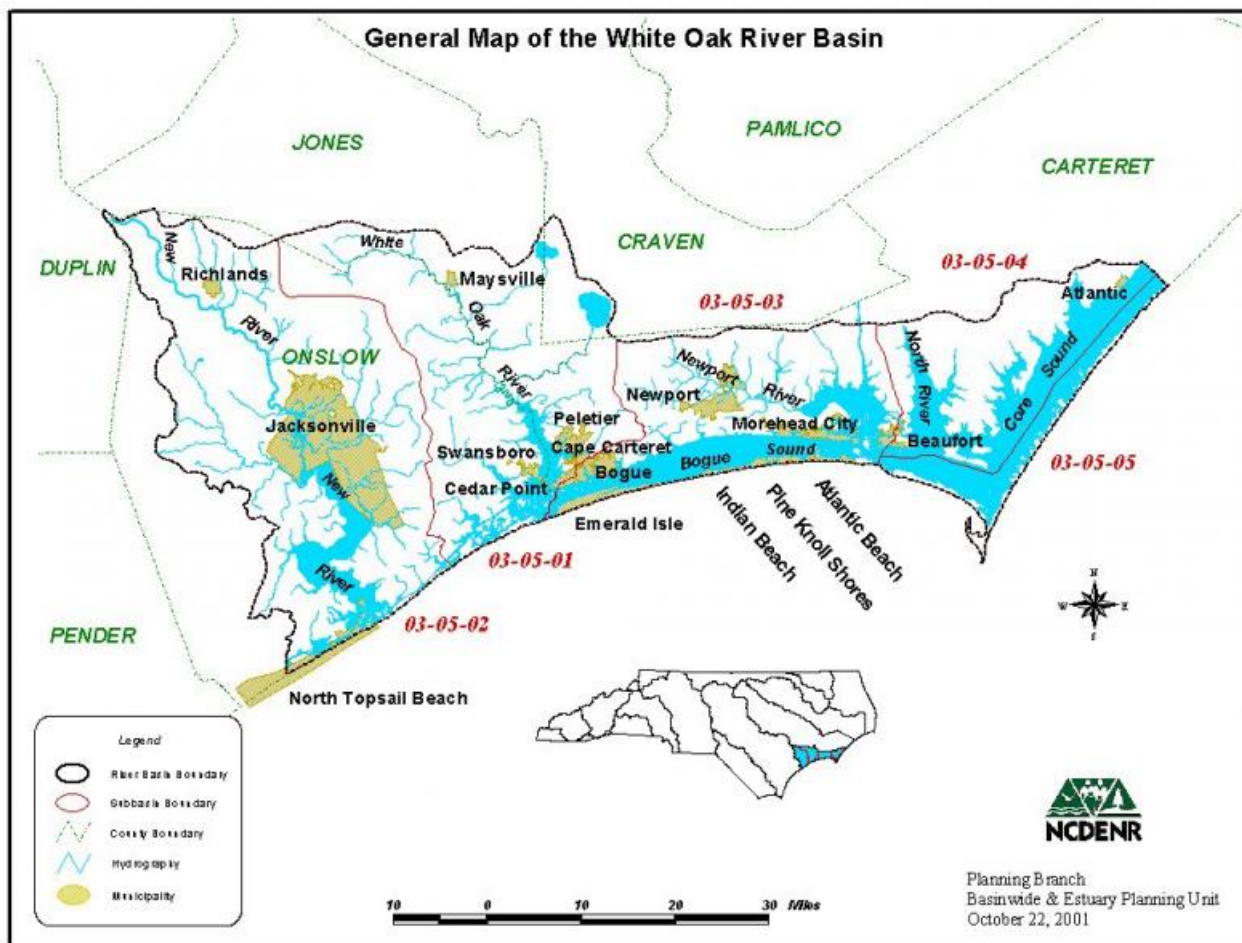 General Map of the White Oak River Basin
JONES
PAMLICO
CARTERET
CRAVEN
DUPLIN
New
White
03-05-04
Richlands
Maysville
Atlantic
03-05-03
Oak
River
ONSLOW
North River
Core Sound
Newport
River
River
Newport
Peletier
Jacksonville
Morehead City
Beaufort
Swansboro
Cape Carteret
Bogue Sound
Bogue
03-05-05
New
Cedar Point
Emerald Isle
Indian Beach
Pine Knoll Shores
Atlantic Beach
03-05-01
River
03-05-02
PENDER
N
W
E
S
North Topsail Beach
Legend
River Basin Boundary
Subbasin Boundary
County Boundary
Hydrography
Municipality
NCDENR
10 0 10 20 30 Miles
Planning Branch
Basinwide & Estuary Planning Unit
October 22, 2001